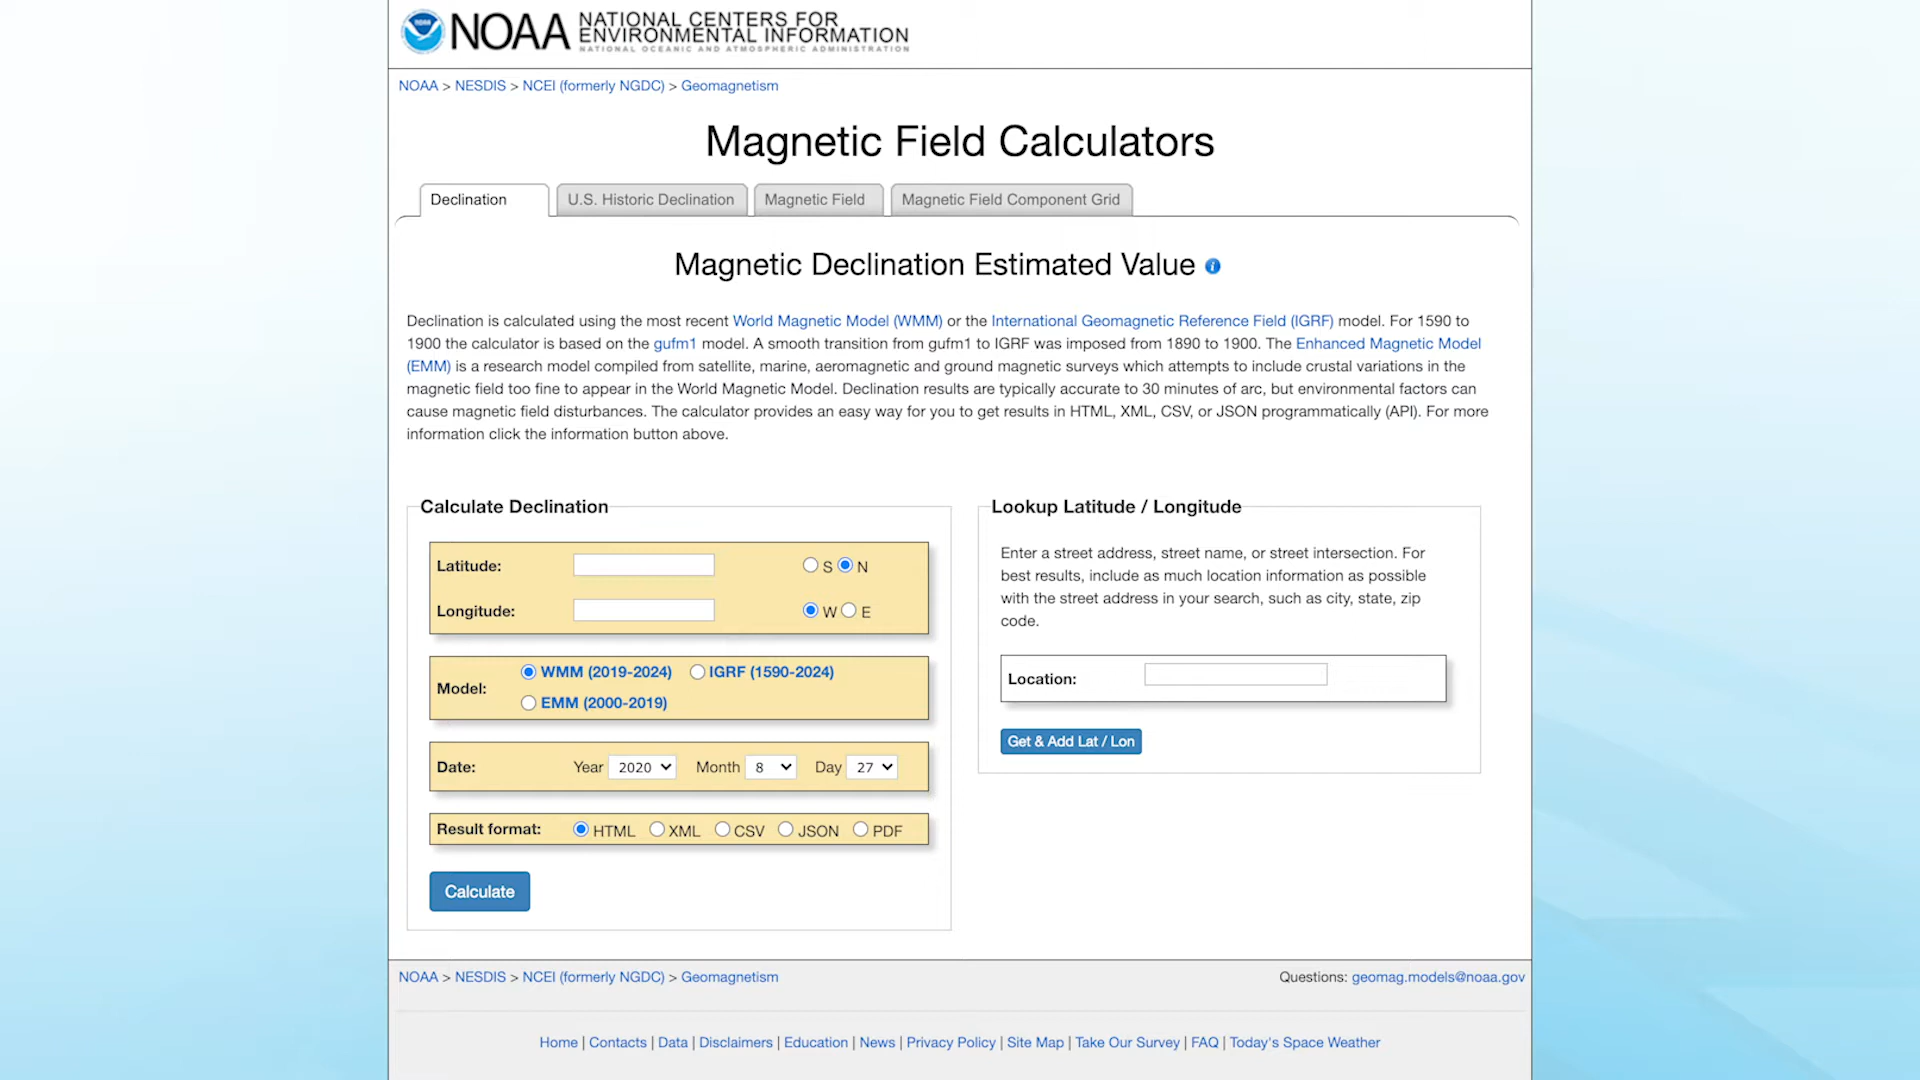 NOAA NATIONAL CENTERS FOR
ENVIRONMENTAL INFORMATION
NATIONAL OCEANIC AND ATMOSPHERIC ADMINISTRATION
NOAA > NESDIS > NCEI (formerly NGDC) > Geomagnetism
Magnetic Field Calculators
Declination U.S. Historic Declination Magnetic Field Magnetic Field Component Grid
Magnetic Declination Estimated Value
Declination is calculated using the most recent World Magnetic Model (WMM) or the International Geomagnetic Reference Field (IGRF) model. For 1590 to
1900 the calculator is based on the gufm1 model. A smooth transition from gufm1 to IGRF was imposed from 1890 to 1900. The Enhanced Magnetic Model
(EMM) is a research model compiled from satellite, marine, aeromagnetic and ground magnetic surveys which attempts to include crustal variations in the
magnetic field too fine to appear in the World Magnetic Model. Declination results are typically accurate to 30 minutes of arc, but environmental factors can
cause magnetic field disturbances. The calculator provides an easy way for you to get results in HTML, XML, CSV, or JSON programmatically (API). For more
information click the information button above.
Calculate Declination
Latitude: S N
Longitude: W E
Model: WMM (2019-2024) IGRF (1590-2024)
EMM (2000-2019)
Date: Year 2020 Month 8 Day 27
Result format: HTML XML CSV JSON PDF
Calculate
Lookup Latitude / Longitude
Enter a street address, street name, or street intersection. For
best results, include as much location information as possible
with the street address in your search, such as city, state, zip
code.
Location:
Get & Add Lat / Lon
NOAA > NESDIS > NCEI (formerly NGDC) > Geomagnetism
Questions: geomag.models@noaa.gov
Home | Contacts | Data | Disclaimers | Education | News | Privacy Policy | Site Map | Take Our Survey | FAQ | Today's Space Weather